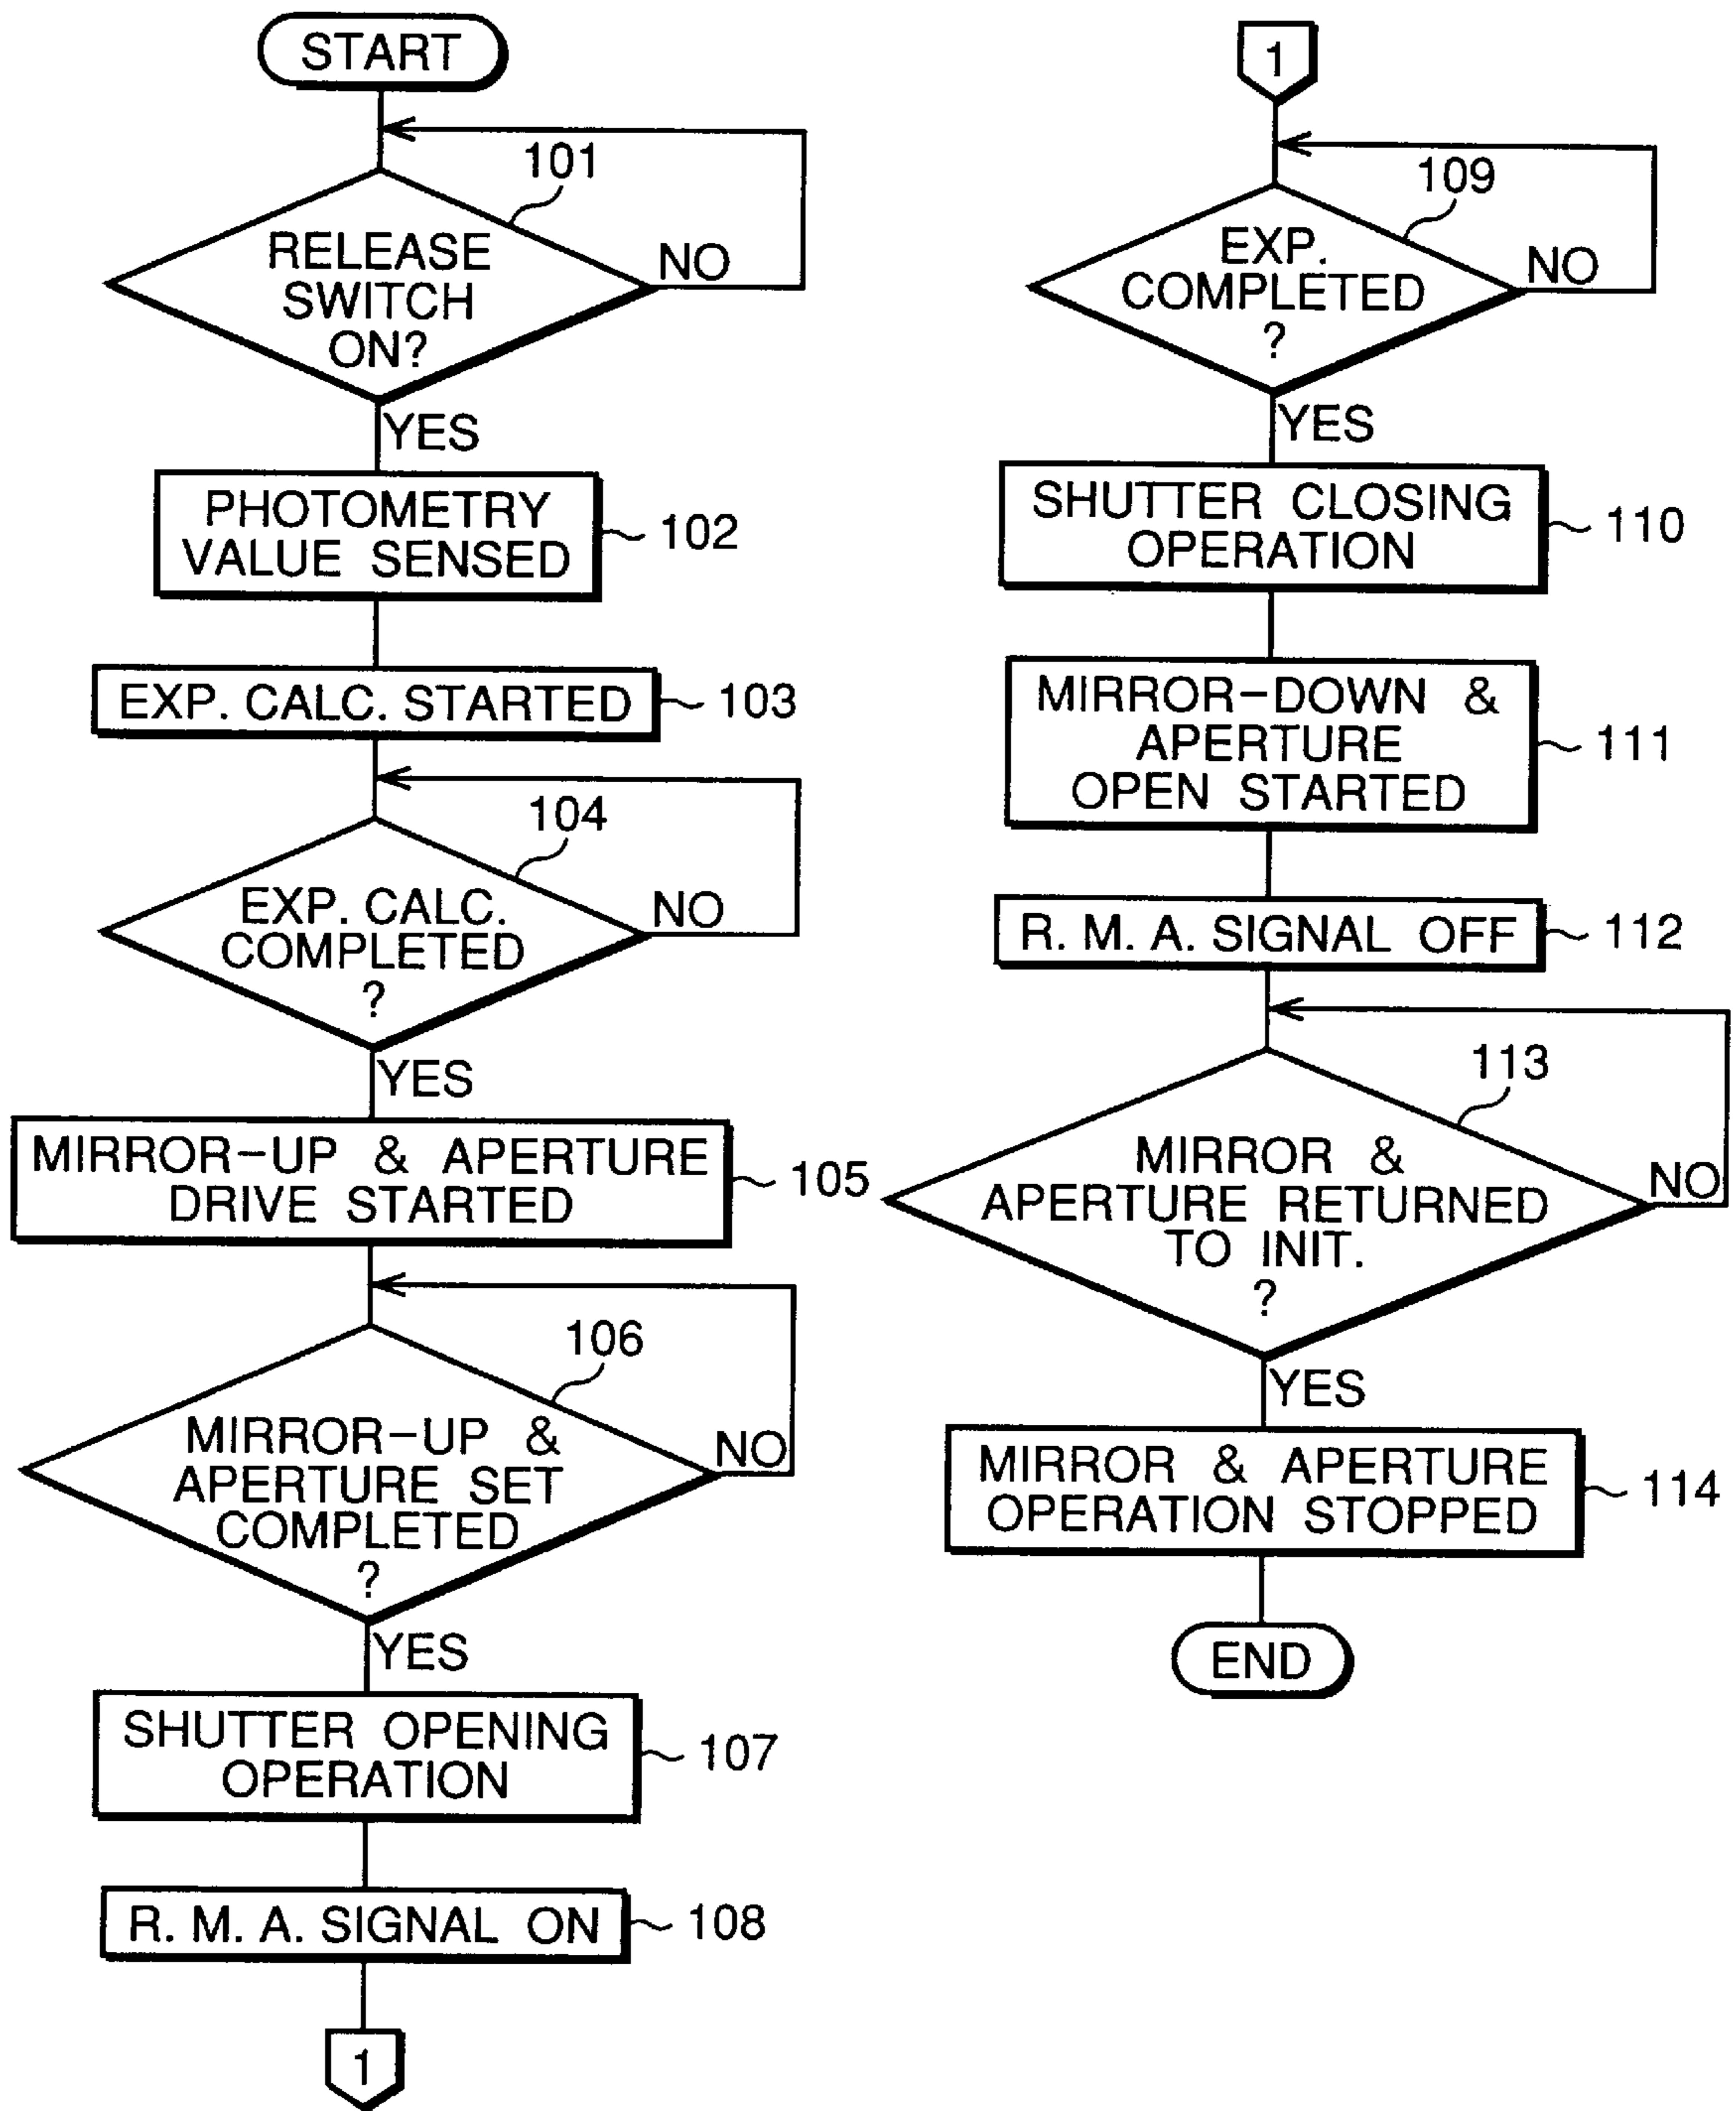 START
101
RELEASE
SWITCH
ON?
NO
YES
PHOTOMETRY
VALUE SENSED
102
EXP. CALC. STARTED
103
104
EXP. CALC.
COMPLETED
?
NO
YES
MIRROR-UP & APERTURE
DRIVE STARTED
105
106
MIRROR-UP &
APERTURE SET
COMPLETED
?
NO
YES
SHUTTER OPENING
OPERATION
107
R. M. A. SIGNAL ON
108
1
1
109
EXP.
COMPLETED
?
NO
YES
SHUTTER CLOSING
OPERATION
110
MIRROR-DOWN &
APERTURE
OPEN STARTED
111
R. M. A. SIGNAL OFF
112
113
MIRROR &
APERTURE RETURNED
TO INIT.
?
NO
YES
MIRROR & APERTURE
OPERATION STOPPED
114
END